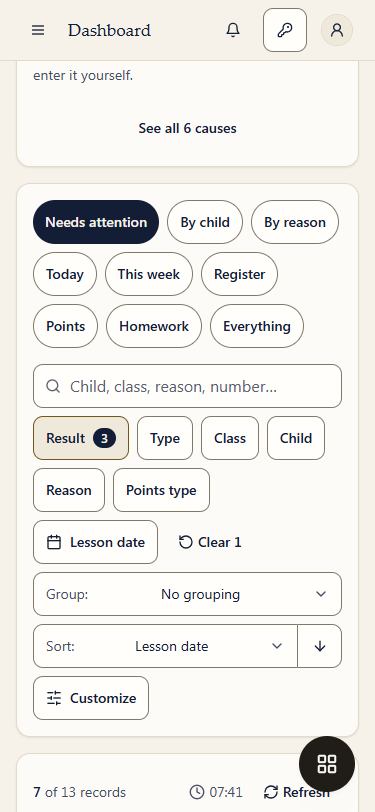 Dashboard
enter it yourself.
See all 6 causes
Needs attention By child By reason
Today This week Register
Points Homework Everything
Child, class, reason, number...
Result 3 Type Class Child
Reason Points type
Lesson date Clear 1
Group: No grouping
Sort: Lesson date
Customize
7 of 13 records 07:41 Refresh